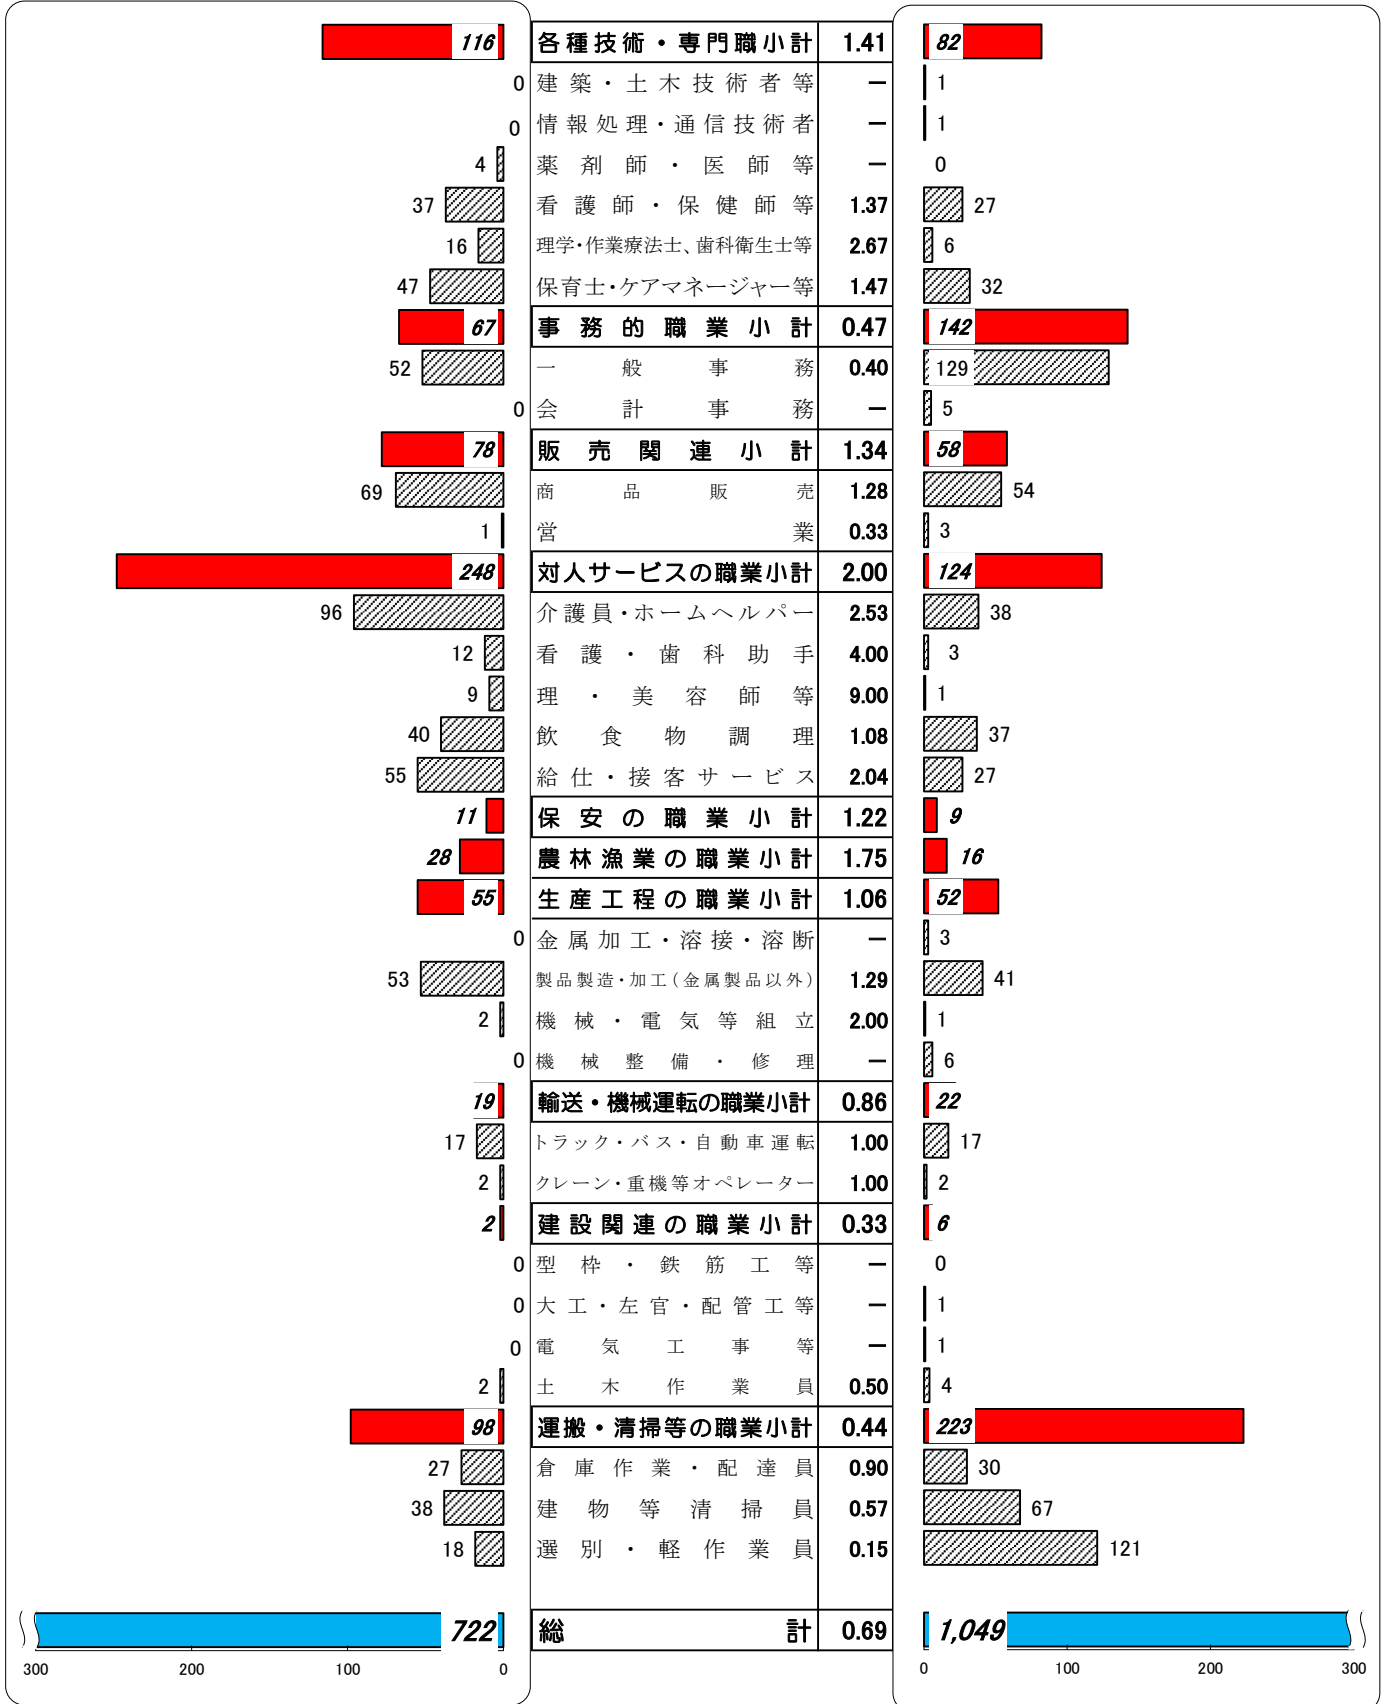 116 各種技術・専門職小計 1.41 82
0 建築・土木技術者等 — 1
0 情報処理・通信技術者 — 1
4 薬剤師・医師等 — 0
37 看護師・保健師等 1.37 27
16 理学・作業療法士、歯科衛生士等 2.67 6
47 保育士・ケアマネージャー等 1.47 32
67 事務的職業小計 0.47 142
52 一般事務 0.40 129
0 会計事務 — 5
78 販売関連小計 1.34 58
69 商品販売 1.28 54
1 営業 0.33 3
248 対人サービスの職業小計 2.00 124
96 介護員・ホームヘルパー 2.53 38
12 看護・歯科助手 4.00 3
9 理・美容師等 9.00 1
40 飲食物調理 1.08 37
55 給仕・接客サービス 2.04 27
11 保安の職業小計 1.22 9
28 農林漁業の職業小計 1.75 16
55 生産工程の職業小計 1.06 52
0 金属加工・溶接・溶断 — 3
53 製品製造・加工(金属製品以外) 1.29 41
2 機械・電気等組立 2.00 1
0 機械整備・修理 — 6
19 輸送・機械運転の職業小計 0.86 22
17 トラック・バス・自動車運転 1.00 17
2 クレーン・重機等オペレーター 1.00 2
2 建設関連の職業小計 0.33 6
0 型枠・鉄筋工等 — 0
0 大工・左官・配管工等 — 1
0 電気工事等 — 1
2 土木作業員 0.50 4
98 運搬・清掃等の職業小計 0.44 223
27 倉庫作業・配達員 0.90 30
38 建物等清掃員 0.57 67
18 選別・軽作業員 0.15 121
722 総計 0.69 1,049
300 200 100 0 0 100 200 300